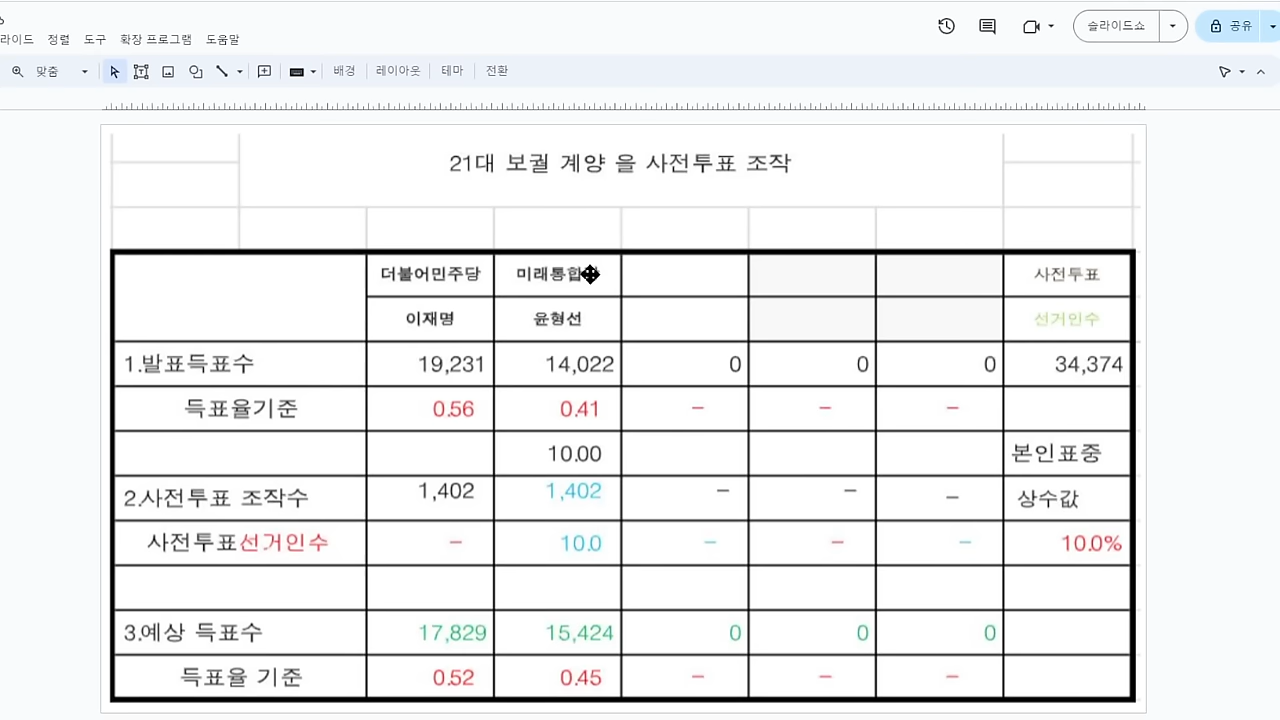 라이드 정렬 도구 확장 프로그램 도움말
슬라이드쇼
공유
맞춤
배경 레이아웃 테마 전환
21대 보궐 계양 을 사전투표 조작
더불어민주당 미래통합 사전투표
이재명 윤형선 선거인수
1.발표득표수 19,231 14,022 0 0 0 34,374
득표율기준 0.56 0.41 – – –
10.00 본인표중
2.사전투표 조작수 1,402 1,402 – – – 상수값
사전투표선거인수 – 10.0 – – – 10.0%
3.예상 득표수 17,829 15,424 0 0 0
득표율 기준 0.52 0.45 – – –